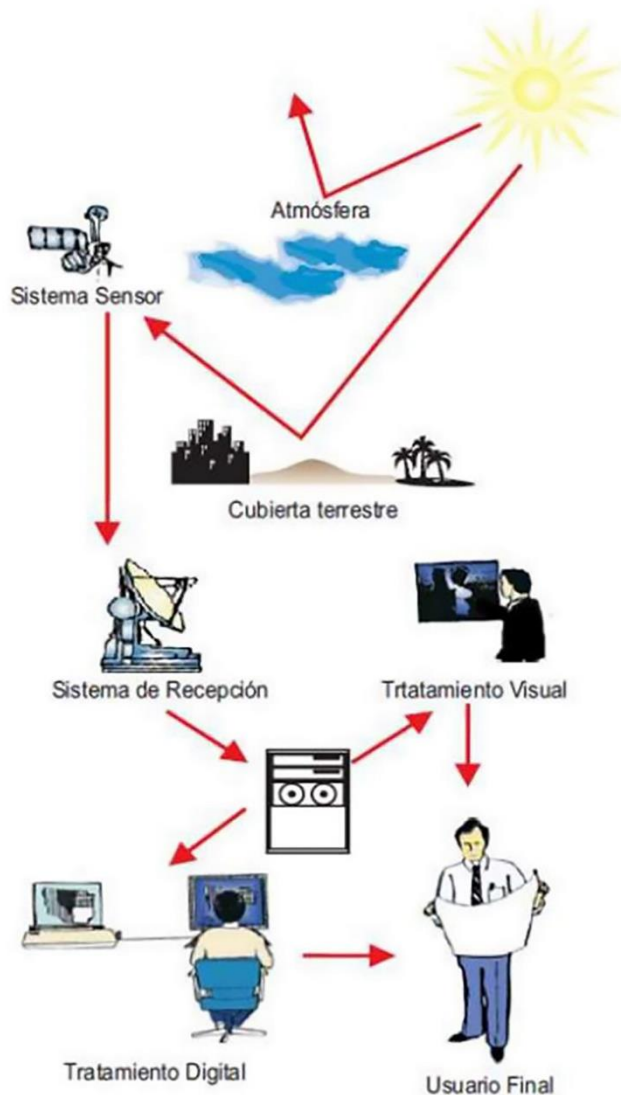 Atmósfera
Sistema Sensor
Cubierta terrestre
Sistema de Recepción
Trtatamiento Visual
Tratamiento Digital
Usuario Final